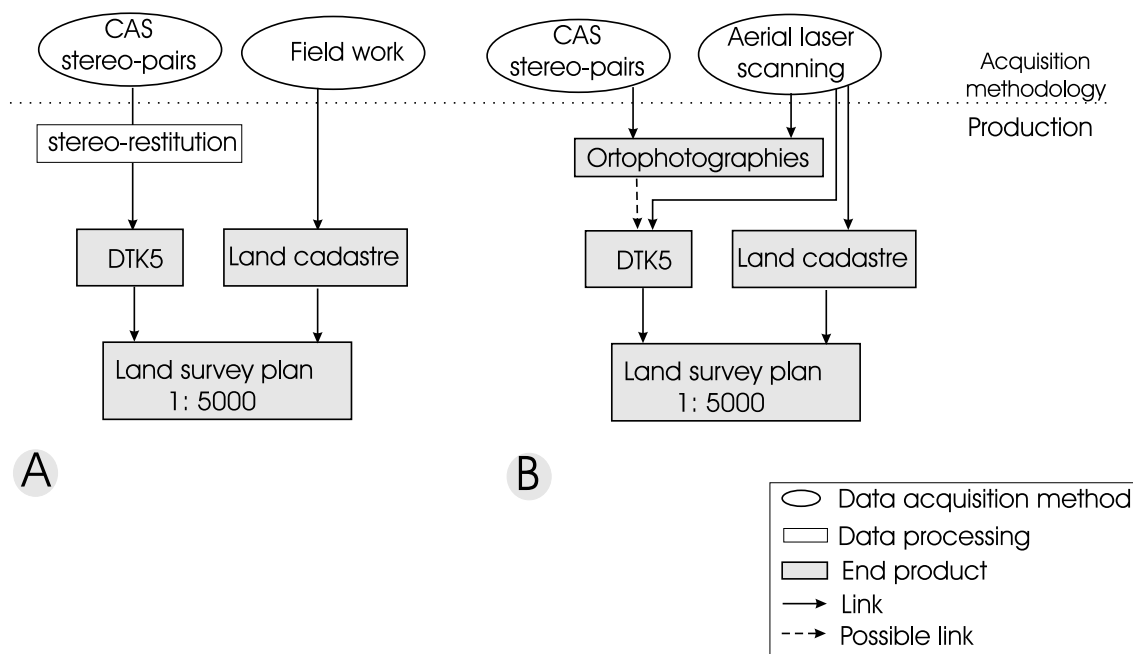 CAS
stereo-pairs
Field work
stereo-restitution
DTK5
Land cadastre
Land survey plan
1: 5000
A
CAS
stereo-pairs
Aerial laser
scanning
Acquisition
methodology
Production
Ortophotographies
DTK5
Land cadastre
Land survey plan
1: 5000
B
Data acquisition method
Data processing
End product
Link
Possible link